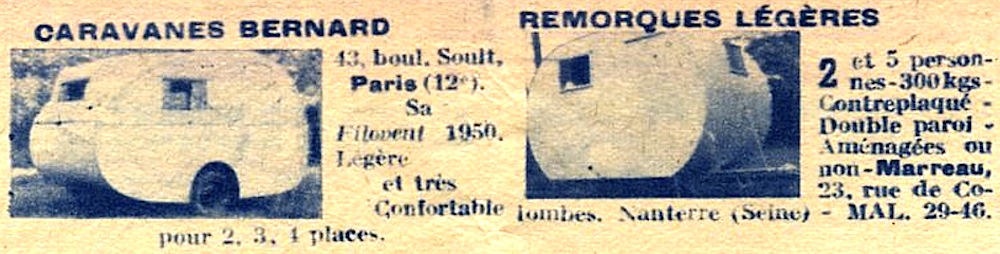 CARAVANES BERNARD
43, boul. Soult,
Paris (12e).
Sa
Filovent 1950.
Légère
et très
Confortable
pour 2, 3, 4 places.
REMORQUES LÉGÈRES
2 et 5 person-
nes-300kgs-
Contreplaqué -
Double paroi -
Aménagées ou
non-Marreau,
23, rue de Co-
lombes. Nanterre (Seine) - MAL. 29-46.